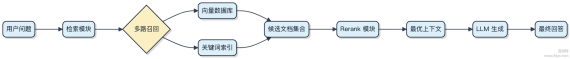 用户问题
检索模块
多路召回
向量数据库
关键词索引
候选文档集合
Rerank 模块
最优上下文
LLM 生成
最终回答